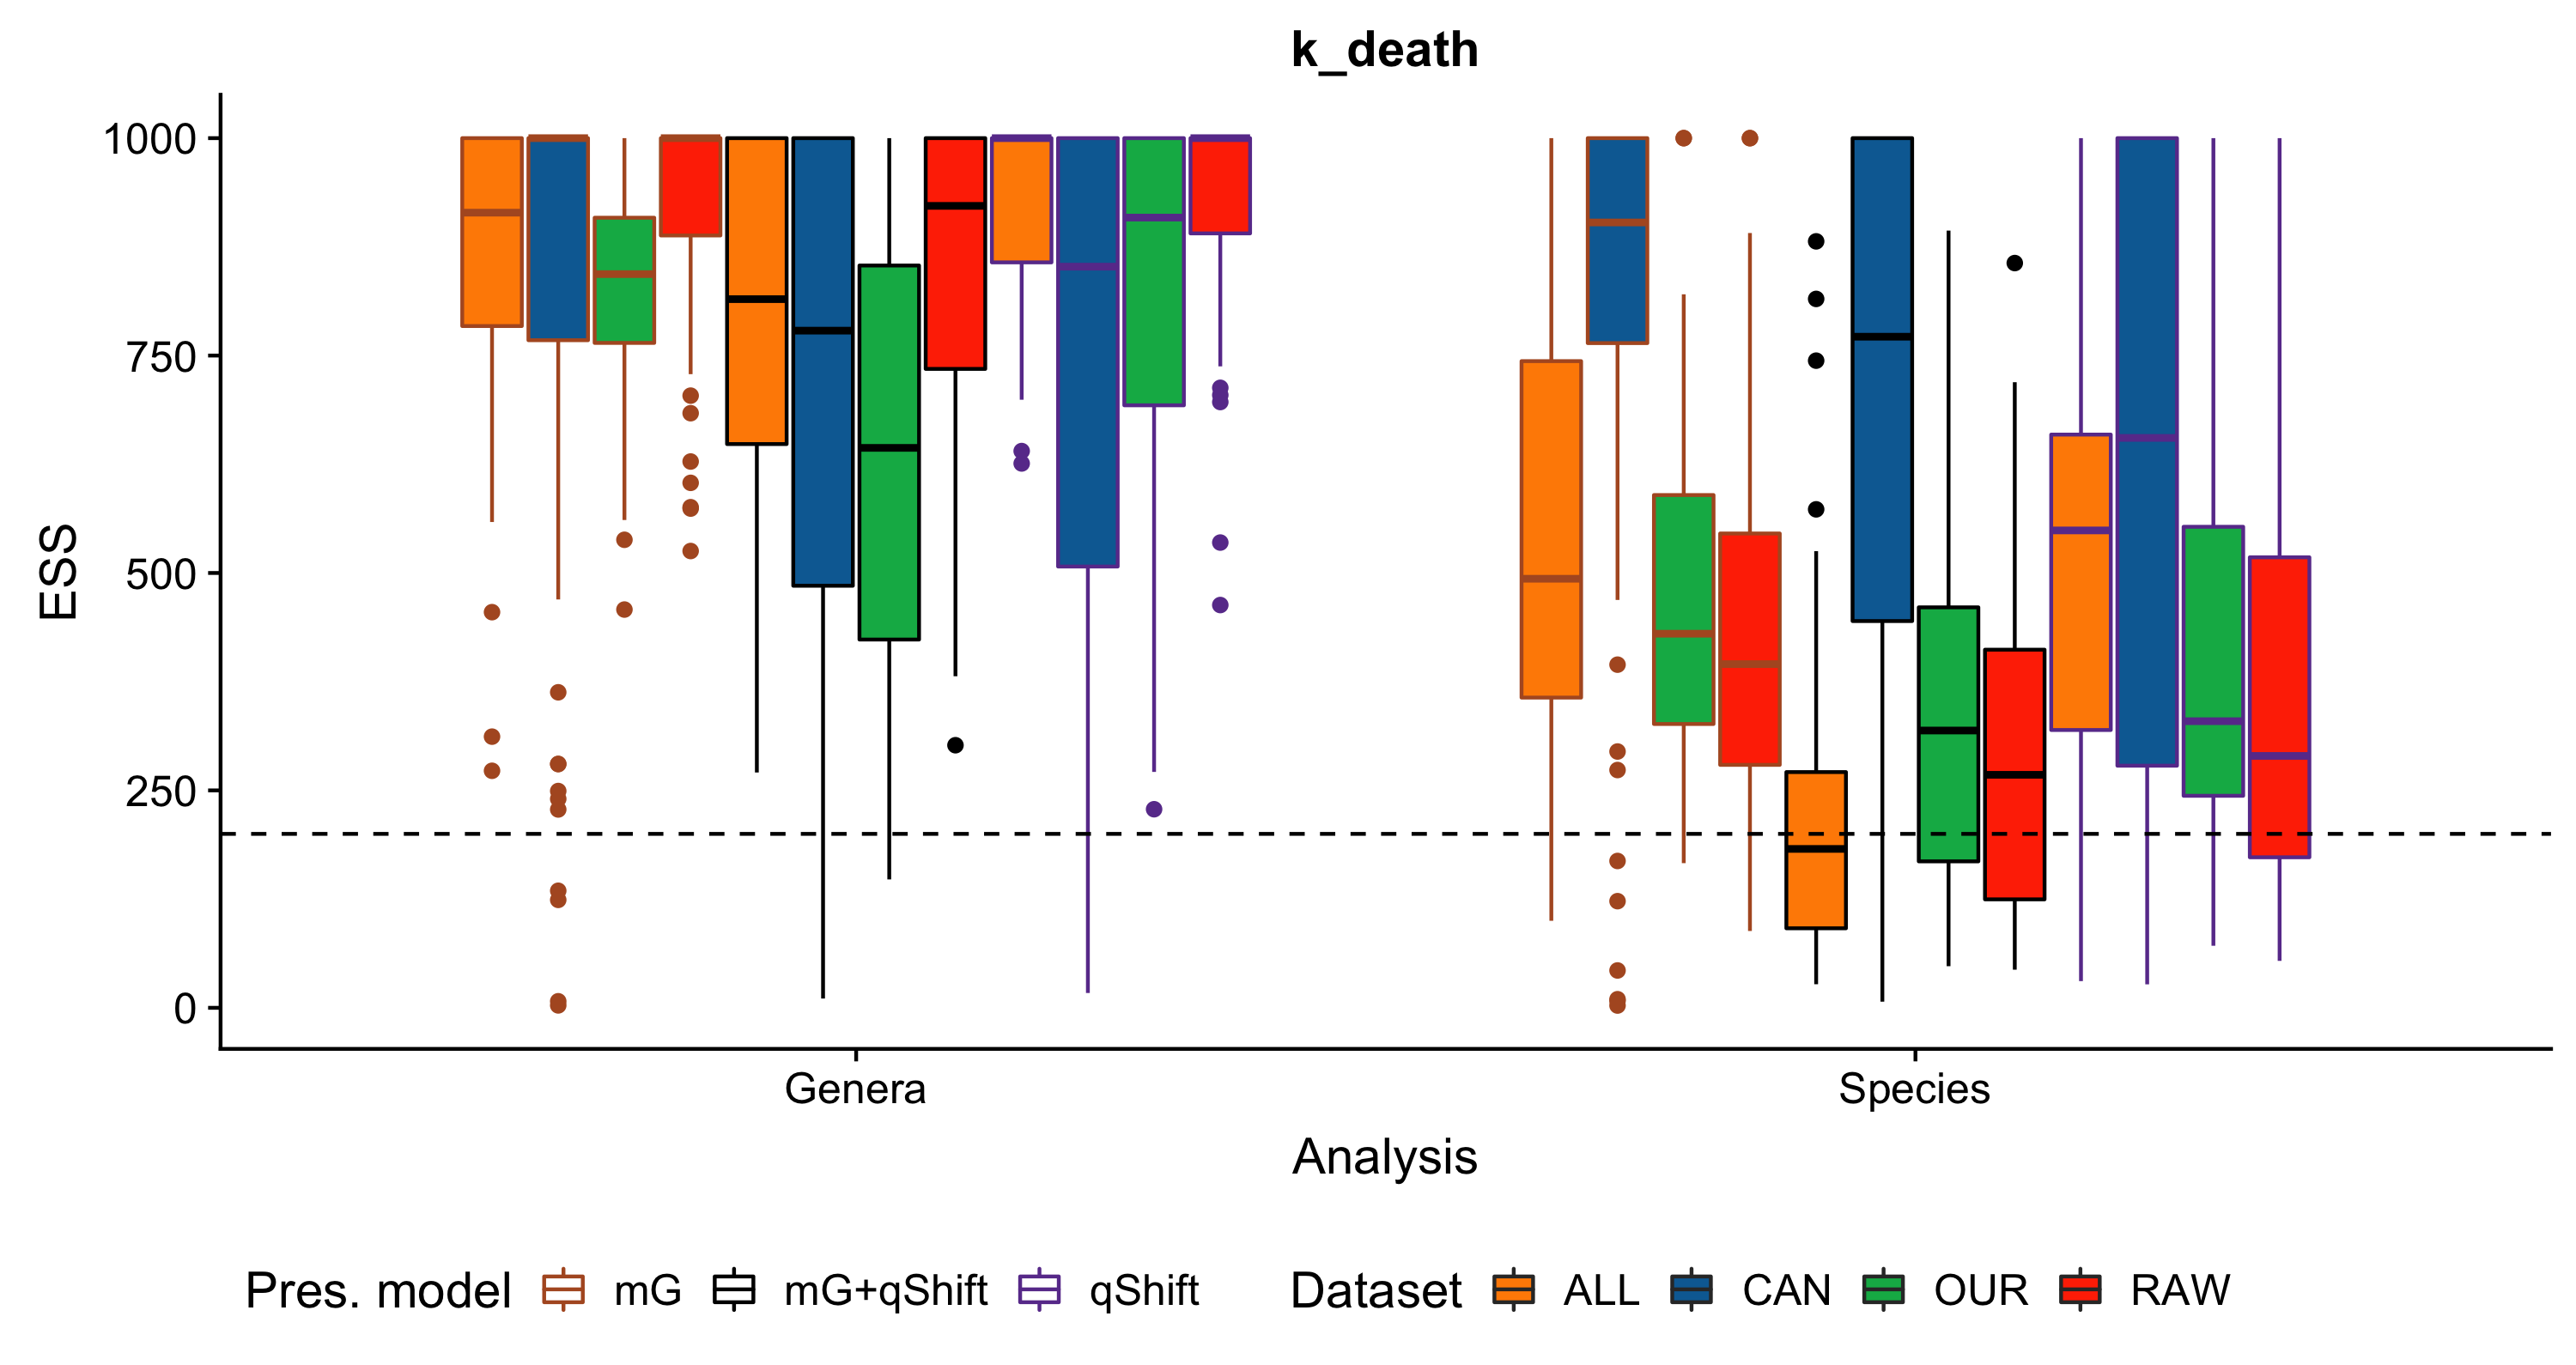 k_death
1000
750
500
250
0
ESS
Genera Species
Analysis
Pres. model mG mG+qShift qShift Dataset ALL CAN OUR RAW